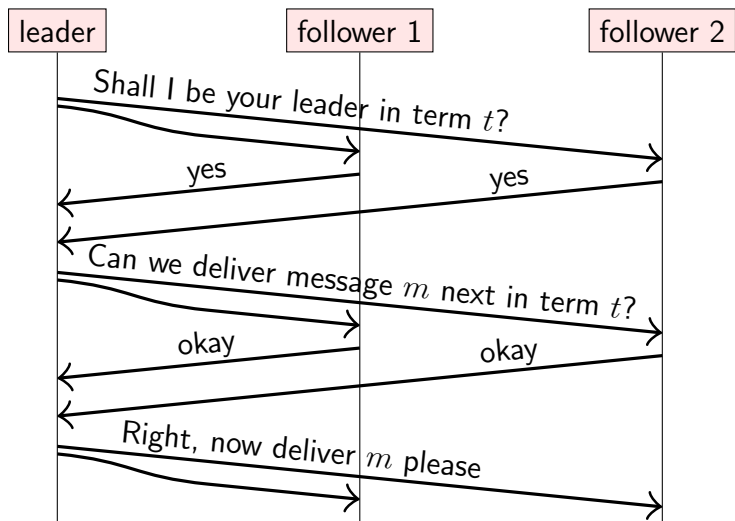 leader
follower 1
follower 2
Shall I be your leader in term t?
yes
yes
Can we deliver message m next in term t?
okay
okay
Right, now deliver m please